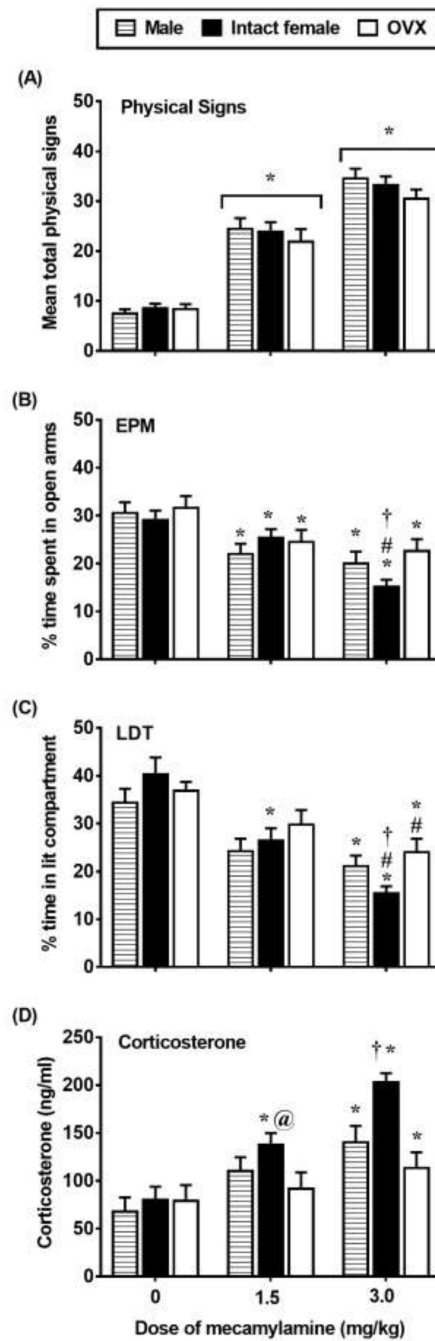 Male Intact female OVX
(A)
Physical Signs
Mean total physical signs
50
40
30
20
10
0
*
*
(B)
EPM
% time spent in open arms
50
40
30
20
10
0
* * *
* † # * *
(C)
LDT
% time in lit compartment
50
40
30
20
10
0
*
* † # * * #
(D)
Corticosterone
Corticosterone (ng/ml)
250
200
150
100
50
0
* @
* † * *
0 1.5 3.0
Dose of mecamylamine (mg/kg)